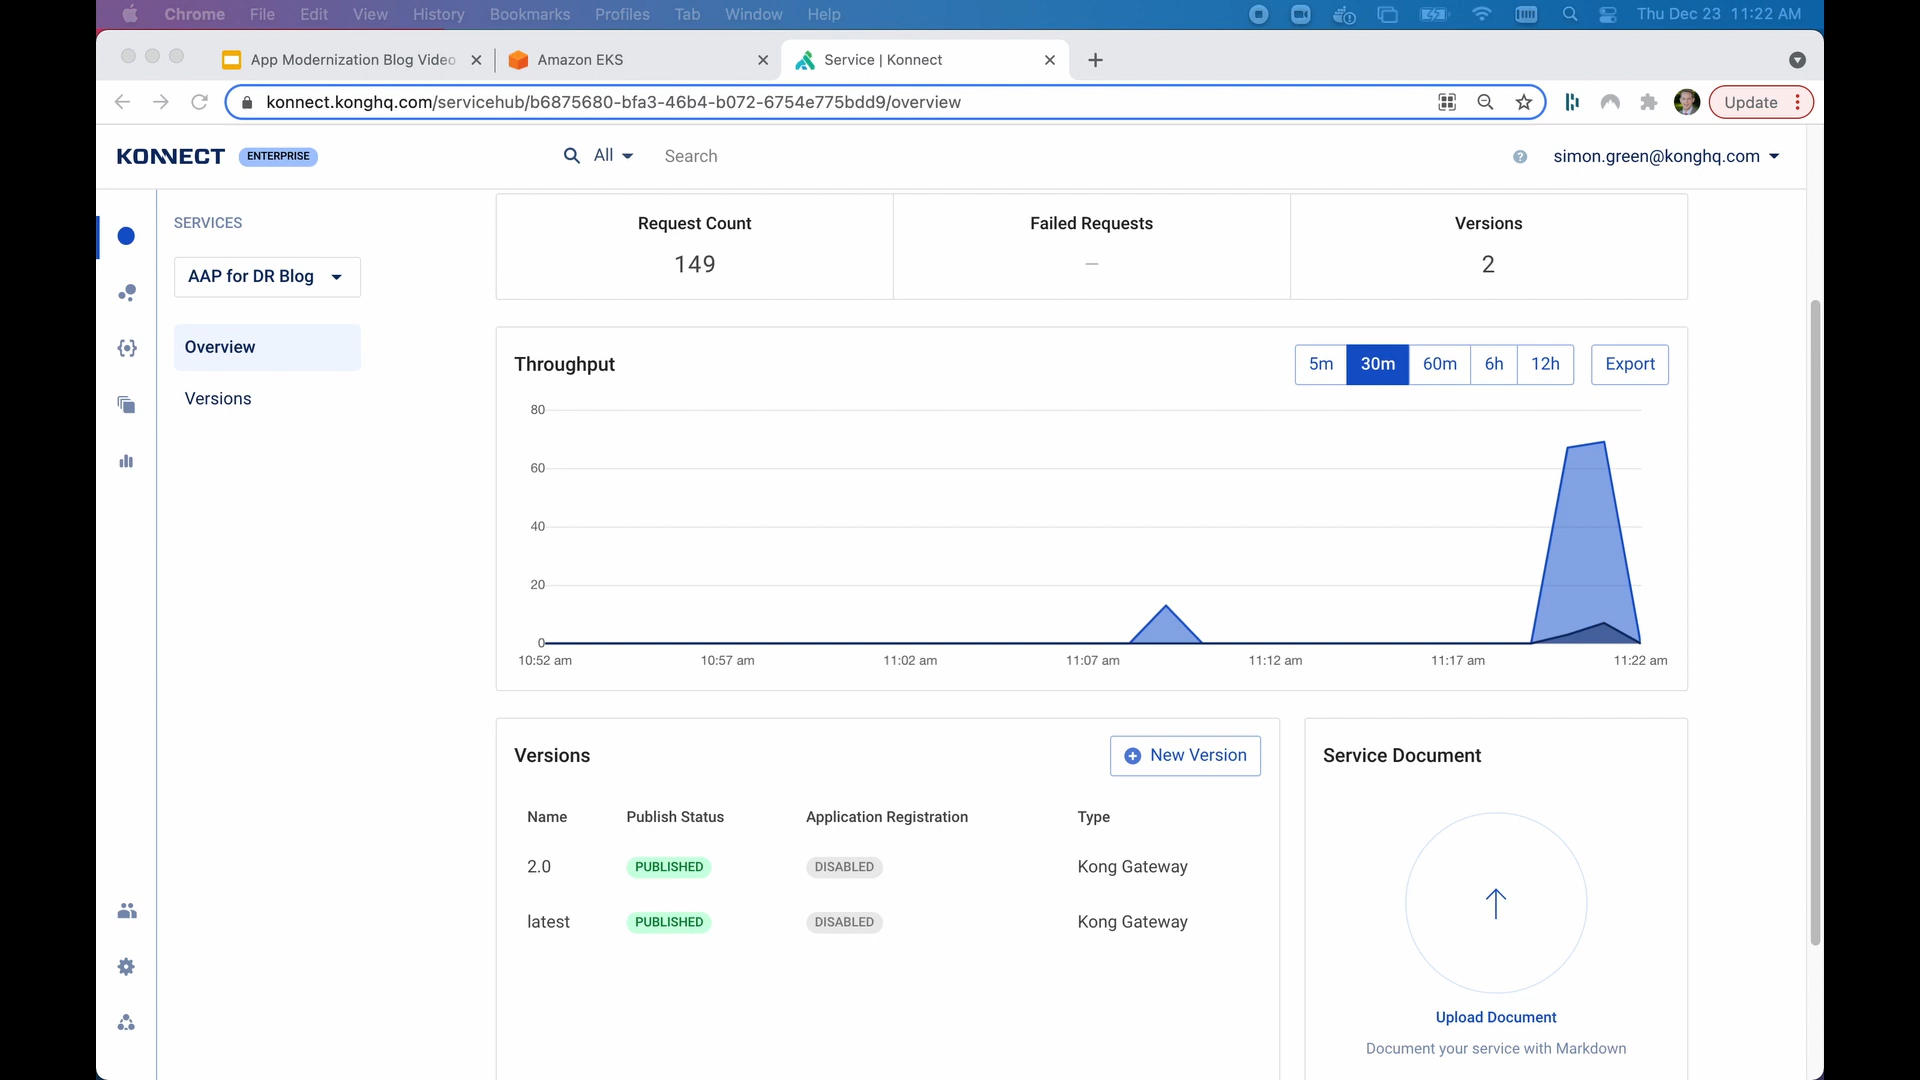 Chrome File Edit View History Bookmarks Profiles Tab Window Help Thu Dec 23 11:22 AM
App Modernization Blog Video Amazon EKS Service | Konnect
konnect.konghq.com/servicehub/b6875680-bfa3-46b4-b072-6754e775bdd9/overview Update
KONNECT ENTERPRISE All Search simon.green@konghq.com
SERVICES
AAP for DR Blog
Overview
Versions
Request Count Failed Requests Versions
149 – 2
Throughput 5m 30m 60m 6h 12h Export
80
60
40
20
0
10:52 am 10:57 am 11:02 am 11:07 am 11:12 am 11:17 am 11:22 am
Versions New Version
Name Publish Status Application Registration Type
2.0 PUBLISHED DISABLED Kong Gateway
latest PUBLISHED DISABLED Kong Gateway
Service Document
Upload Document
Document your service with Markdown